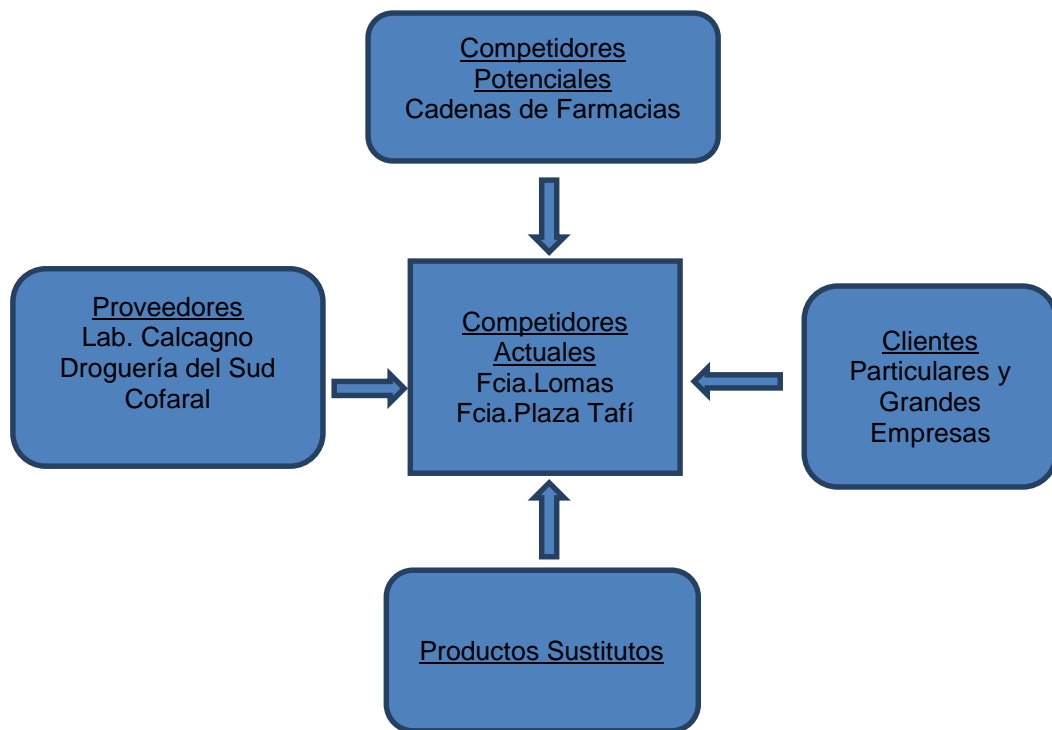 Competidores
Potenciales
Cadenas de Farmacias
Proveedores
Lab. Calcagno
Droguería del Sud
Cofaral
Competidores
Actuales
Fcia.Lomas
Fcia.Plaza Tafí
Clientes
Particulares y
Grandes
Empresas
Productos Sustitutos